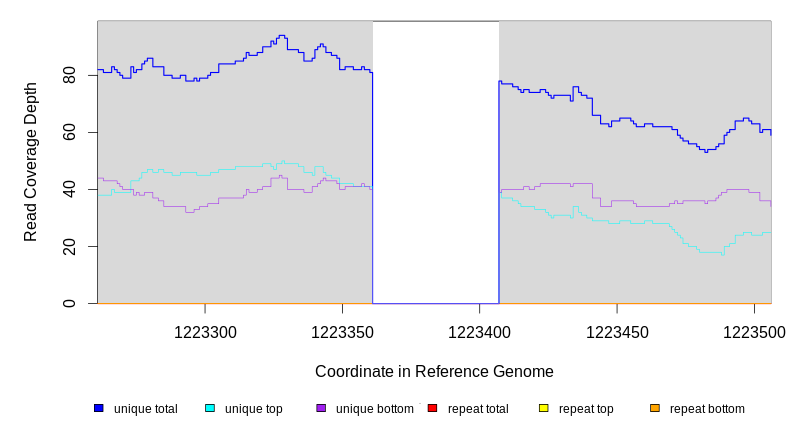 Read Coverage Depth
80
60
40
20
0
1223300 1223350 1223400 1223450 1223500
Coordinate in Reference Genome
unique total unique top unique bottom repeat total repeat top repeat bottom